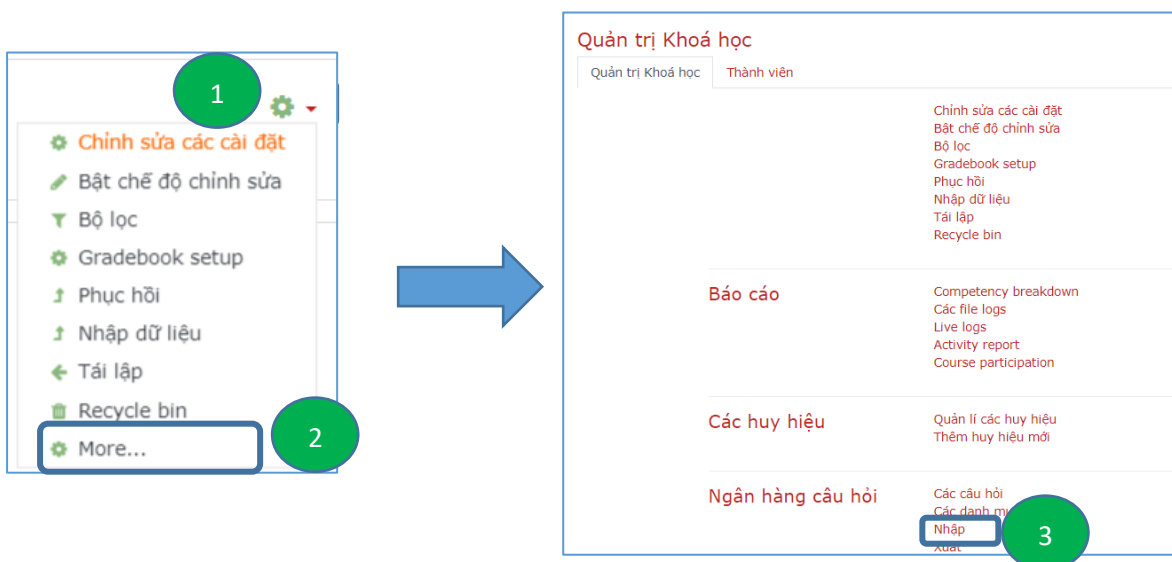 1
Chỉnh sửa các cài đặt
Bật chế độ chỉnh sửa
Bộ lọc
Gradebook setup
Phục hồi
Nhập dữ liệu
Tái lập
Recycle bin
More...
2
Quản trị Khoá học
Quản trị Khoá học Thành viên
Chỉnh sửa các cài đặt
Bật chế độ chỉnh sửa
Bộ lọc
Gradebook setup
Phục hồi
Nhập dữ liệu
Tái lập
Recycle bin
Báo cáo
Competency breakdown
Các file logs
Live logs
Activity report
Course participation
Các huy hiệu
Quản lí các huy hiệu
Thêm huy hiệu mới
Ngân hàng câu hỏi
Các câu hỏi
Các danh
Nhập
3